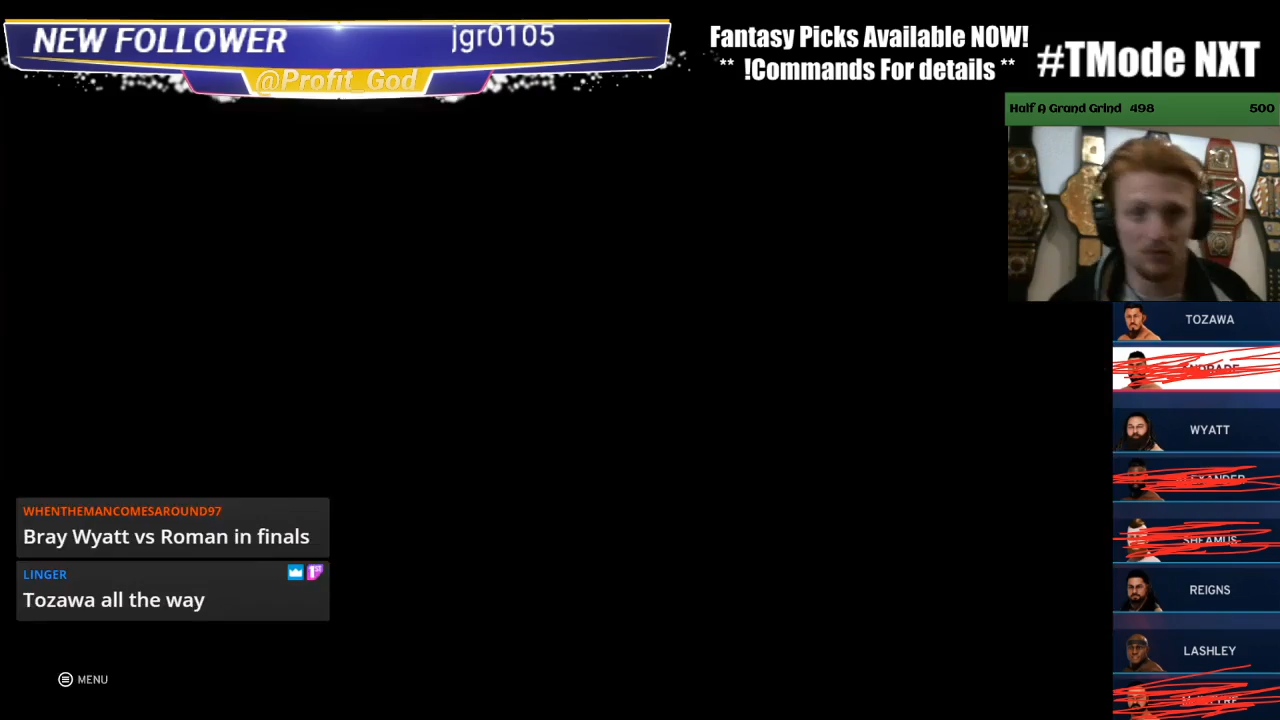 NEW FOLLOWER
jgr0105
@Profit_God
Fantasy Picks Available NOW!
** !Commands For details **
#TMode NXT
Half A Grand Grind 498 500
TOZAWA
WYATT
SHEAMUS
REIGNS
LASHLEY
WHENTHEMANCOMESAROUND97
Bray Wyatt vs Roman in finals
LINGER
Tozawa all the way
MENU